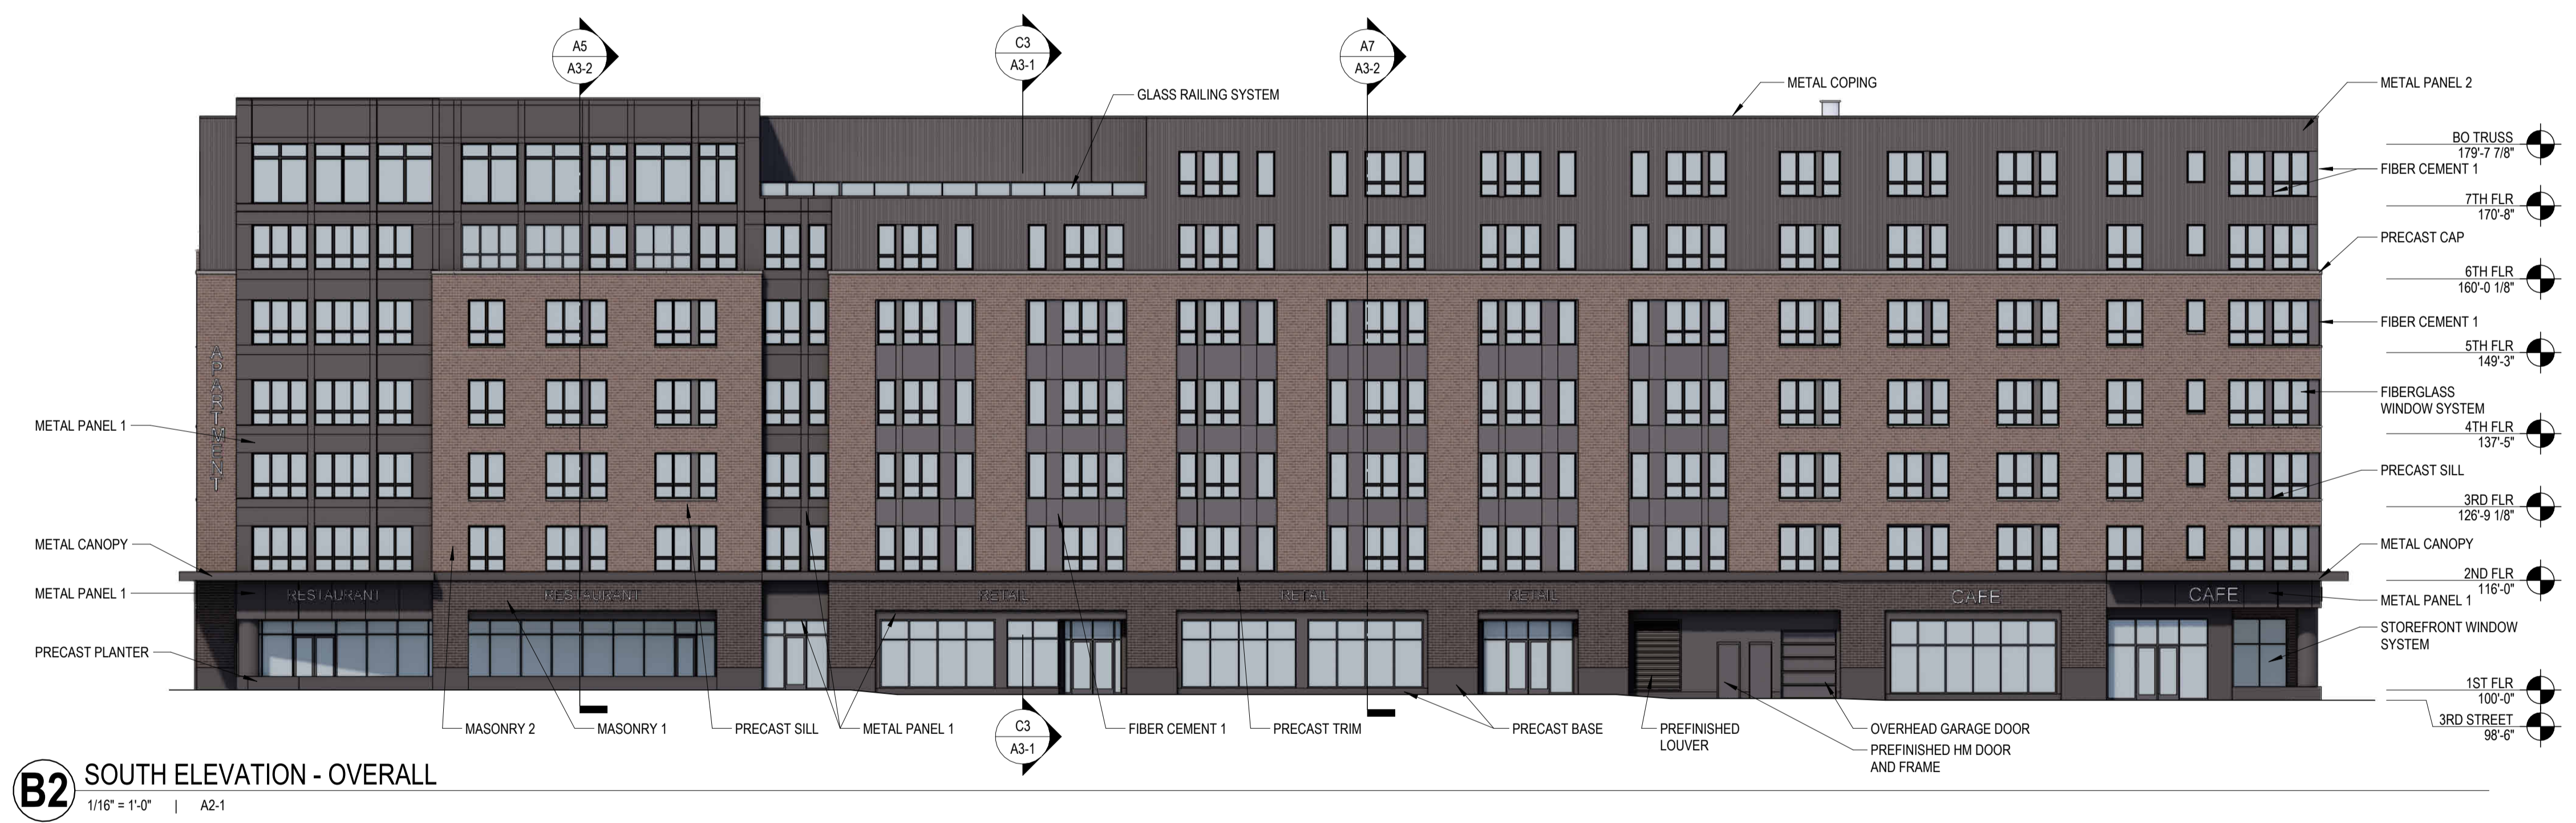 A5
A3-2
C3
A3-1
A7
A3-2
METAL COPING
METAL PANEL 2
GLASS RAILING SYSTEM
BO TRUSS
179'-7 7/8"
FIBER CEMENT 1
7TH FLR
170'-8"
PRECAST CAP
6TH FLR
160'-0 1/8"
FIBER CEMENT 1
5TH FLR
149'-3"
FIBERGLASS
WINDOW SYSTEM
4TH FLR
137'-5"
PRECAST SILL
3RD FLR
126'-9 1/8"
METAL CANOPY
2ND FLR
116'-0"
METAL PANEL 1
STOREFRONT WINDOW
SYSTEM
1ST FLR
100'-0"
3RD STREET
98'-6"
APARTMENT
METAL PANEL 1
METAL CANOPY
METAL PANEL 1
PRECAST PLANTER
RESTAURANT
RESTAURANT
RETAIL
RETAIL
RETAIL
CAFE
CAFE
MASONRY 2
MASONRY 1
PRECAST SILL
METAL PANEL 1
C3
A3-1
FIBER CEMENT 1
PRECAST TRIM
PRECAST BASE
PREFINISHED
LOUVER
OVERHEAD GARAGE DOOR
PREFINISHED HM DOOR
AND FRAME
B2
SOUTH ELEVATION - OVERALL
1/16" = 1'-0" | A2-1